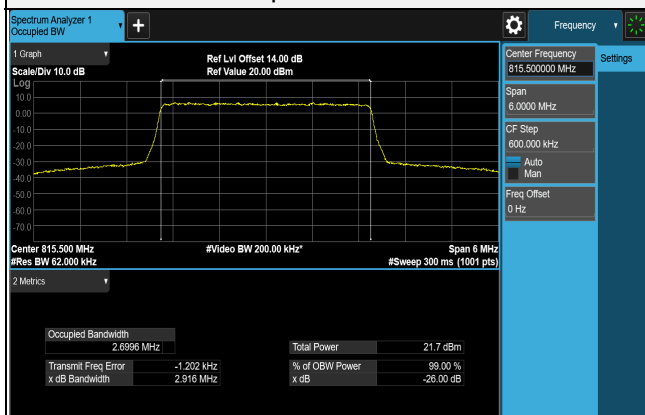 Spectrum Analyzer 1
Occupied BW
Frequency
1 Graph
Scale/Div 10.0 dB
Ref Lvl Offset 14.00 dB
Ref Value 20.00 dBm
Log
10.0
0.00
-10.0
-20.0
-30.0
-40.0
-50.0
-60.0
-70.0
Center 815.500 MHz
#Video BW 200.00 kHz*
Span 6 MHz
#Res BW 62.000 kHz
#Sweep 300 ms (1001 pts)
Center Frequency
815.500000 MHz
Settings
Span
6.0000 MHz
CF Step
600.000 kHz
Auto
Man
Freq Offset
0 Hz
2 Metrics
Occupied Bandwidth
2.6996 MHz
Total Power 21.7 dBm
Transmit Freq Error -1.202 kHz
% of OBW Power 99.00 %
x dB Bandwidth 2.916 MHz
x dB -26.00 dB